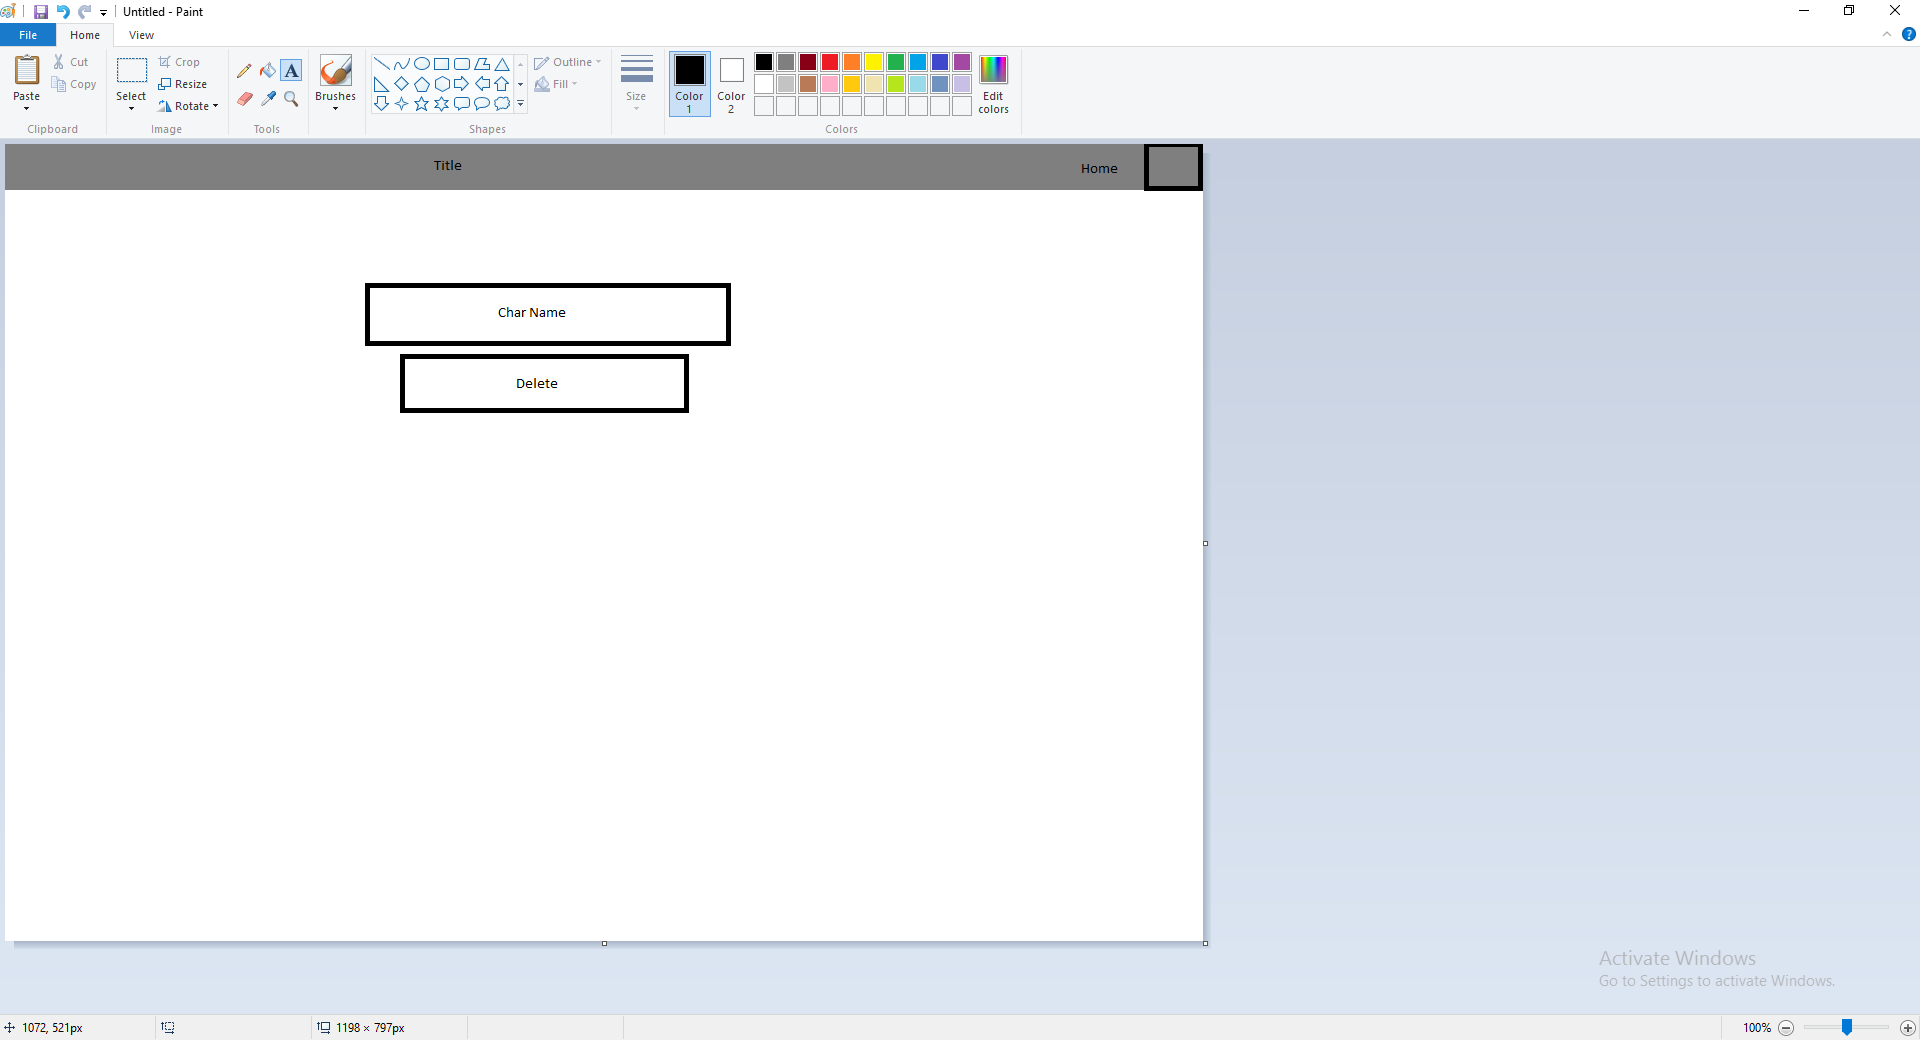 Untitled - Paint
File Home View
Paste
Cut
Copy
Clipboard
Select
Crop
Resize
Rotate
Image
A
Tools
Brushes
Outline
Fill
Shapes
Size
Color 1
Color 2
Edit colors
Colors
Title
Home
Char Name
Delete
Activate Windows
Go to Settings to activate Windows.
1072, 521px
1198 × 797px
100%